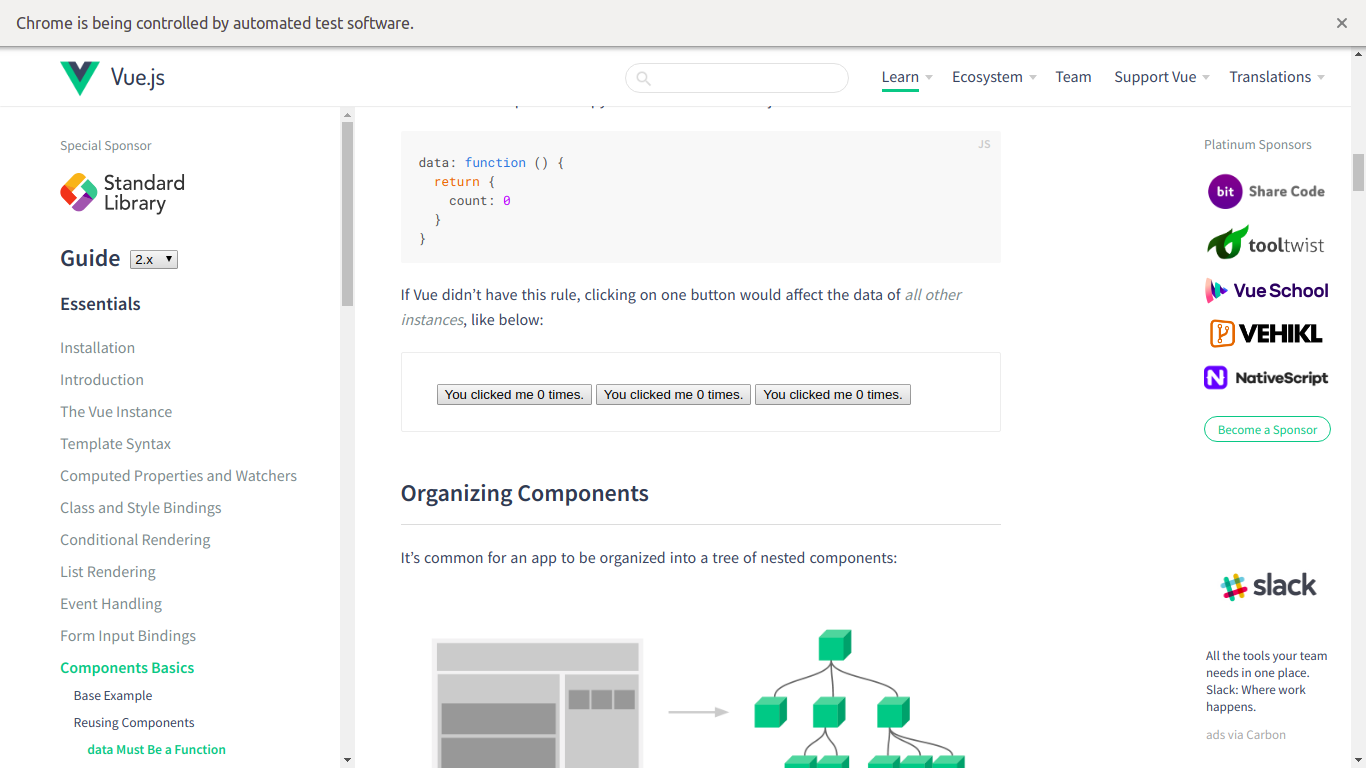 Chrome is being controlled by automated test software.
Vue.js
Learn
Ecosystem
Team
Support Vue
Translations
Special Sponsor
Standard
Library
Guide
2.x
Essentials
Installation
Introduction
The Vue Instance
Template Syntax
Computed Properties and Watchers
Class and Style Bindings
Conditional Rendering
List Rendering
Event Handling
Form Input Bindings
Components Basics
Base Example
Reusing Components
data Must Be a Function
JS
data: function () {
return {
count: 0
}
}
If Vue didn’t have this rule, clicking on one button would affect the data of all other
instances, like below:
You clicked me 0 times.
You clicked me 0 times.
You clicked me 0 times.
Organizing Components
It’s common for an app to be organized into a tree of nested components:
Platinum Sponsors
bit Share Code
tooltwist
Vue School
VEHIKL
NativeScript
Become a Sponsor
slack
All the tools your team
needs in one place.
Slack: Where work
happens.
ads via Carbon